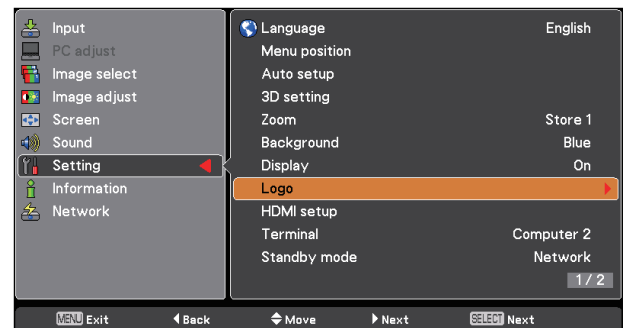 Input
PC adjust
Image select
Image adjust
Screen
Sound
Setting
Information
Network
Language English
Menu position
Auto setup
3D setting
Zoom Store 1
Background Blue
Display On
Logo
HDMI setup
Terminal Computer 2
Standby mode Network
1 / 2
MENU Exit Back Move Next SELECT Next